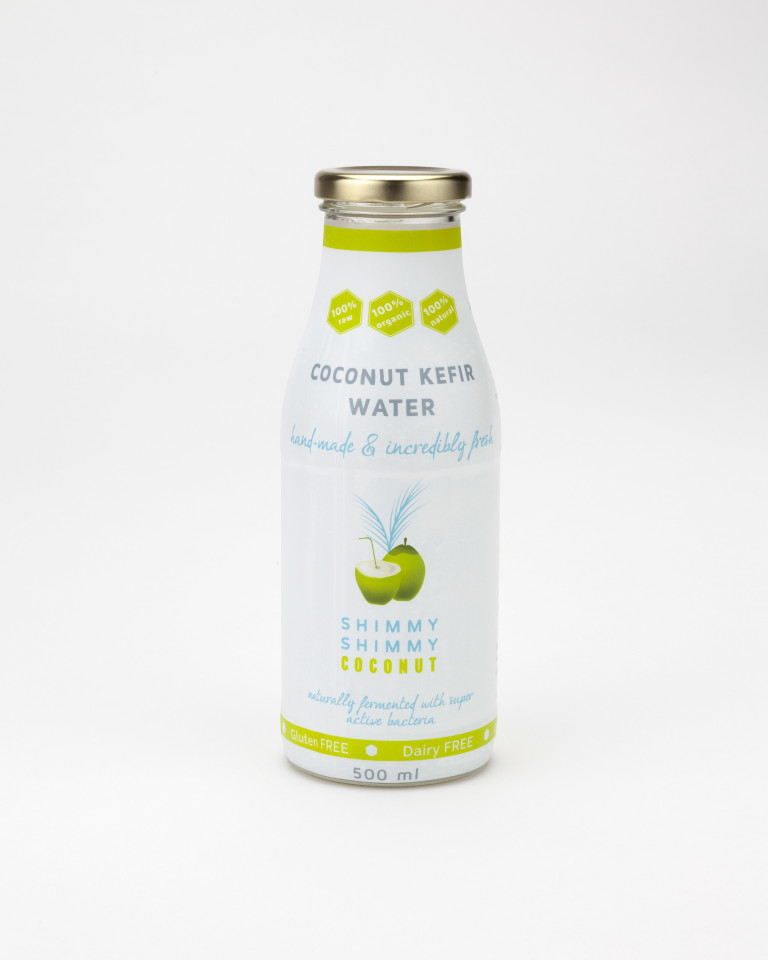 100%
raw
100%
organic
100%
natural
COCONUT KEFIR
WATER
hand-made & incredibly fresh
SHIMMY
SHIMMY
COCONUT
naturally fermented with super
active bacteria
Gluten FREE Dairy FREE
500 ml